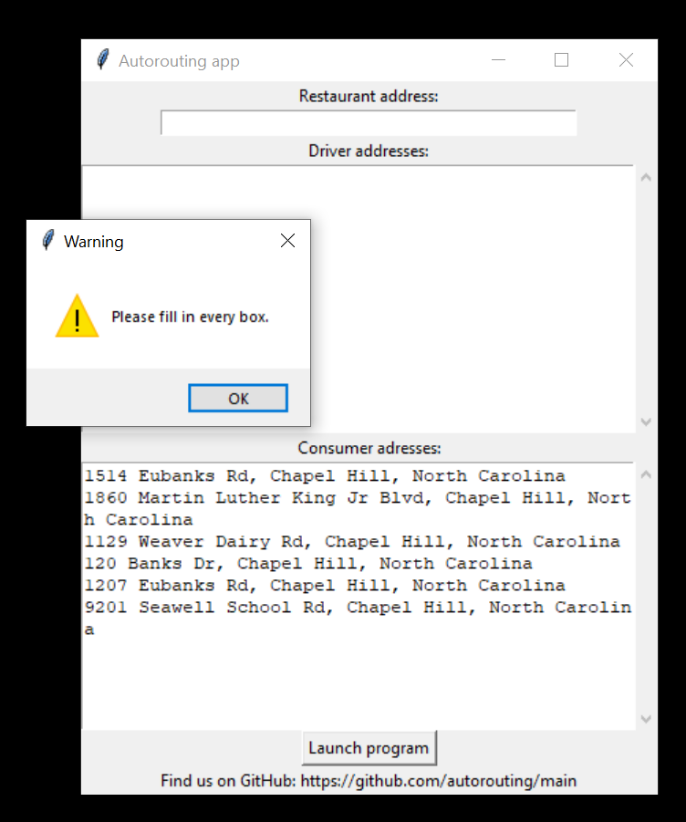 Autorouting app
Restaurant address:
Driver addresses:
Warning
Please fill in every box.
OK
Consumer adresses:
1514 Eubanks Rd, Chapel Hill, North Carolina
1860 Martin Luther King Jr Blvd, Chapel Hill, Nort
h Carolina
1129 Weaver Dairy Rd, Chapel Hill, North Carolina
120 Banks Dr, Chapel Hill, North Carolina
1207 Eubanks Rd, Chapel Hill, North Carolina
9201 Seawell School Rd, Chapel Hill, North Carolin
a
Launch program
Find us on GitHub: https://github.com/autorouting/main